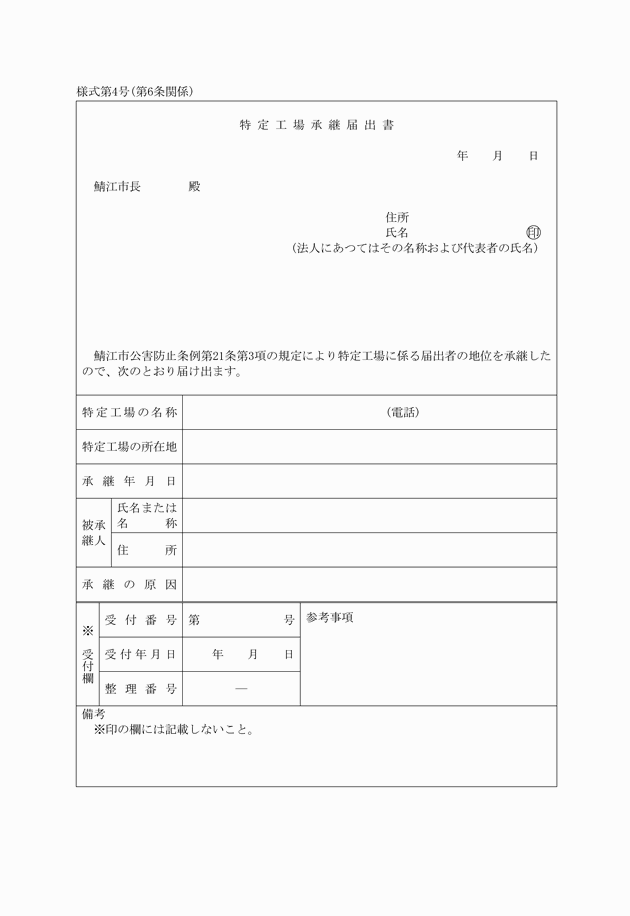 様式第4号(第6条関係)
特定工場承継届出書
年　月　日
鯖江市長　殿
住所
氏名　㊞
(法人にあつてはその名称および代表者の氏名)
鯖江市公害防止条例第21条第3項の規定により特定工場に係る届出者の地位を承継した
ので、次のとおり届け出ます。
特定工場の名称　(電話)
特定工場の所在地
承継年月日
被承継人
氏名または名称
住所
承継の原因
※受付欄
受付番号　第　号　参考事項
受付年月日　年　月　日
整理番号　―
備考
※印の欄には記載しないこと。